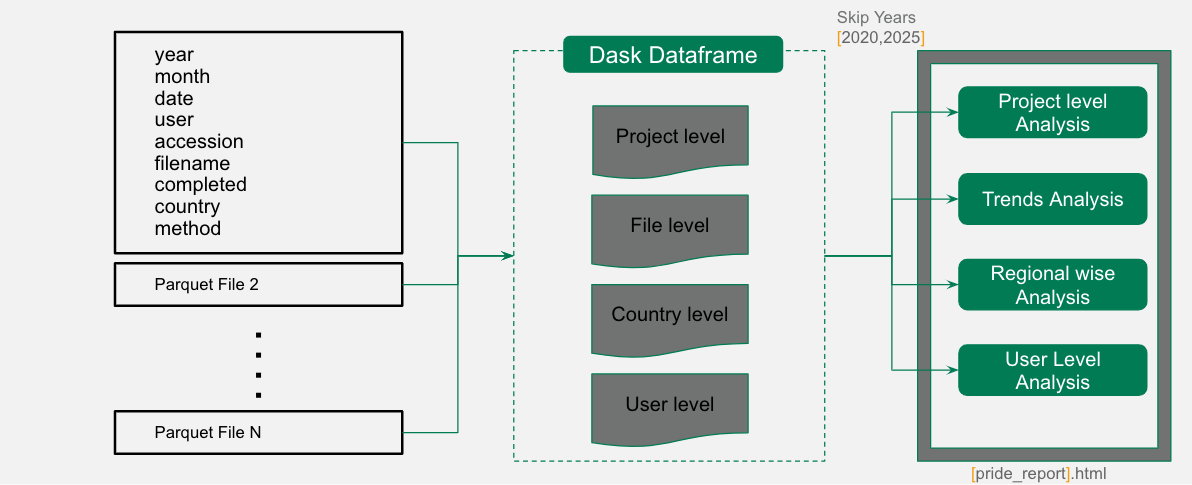 year
month
date
user
accession
filename
completed
country
method
Parquet File 2
Parquet File N
Dask Dataframe
Project level
File level
Country level
User level
Skip Years
[2020,2025]
Project level
Analysis
Trends Analysis
Regional wise
Analysis
User Level
Analysis
[pride_report].html